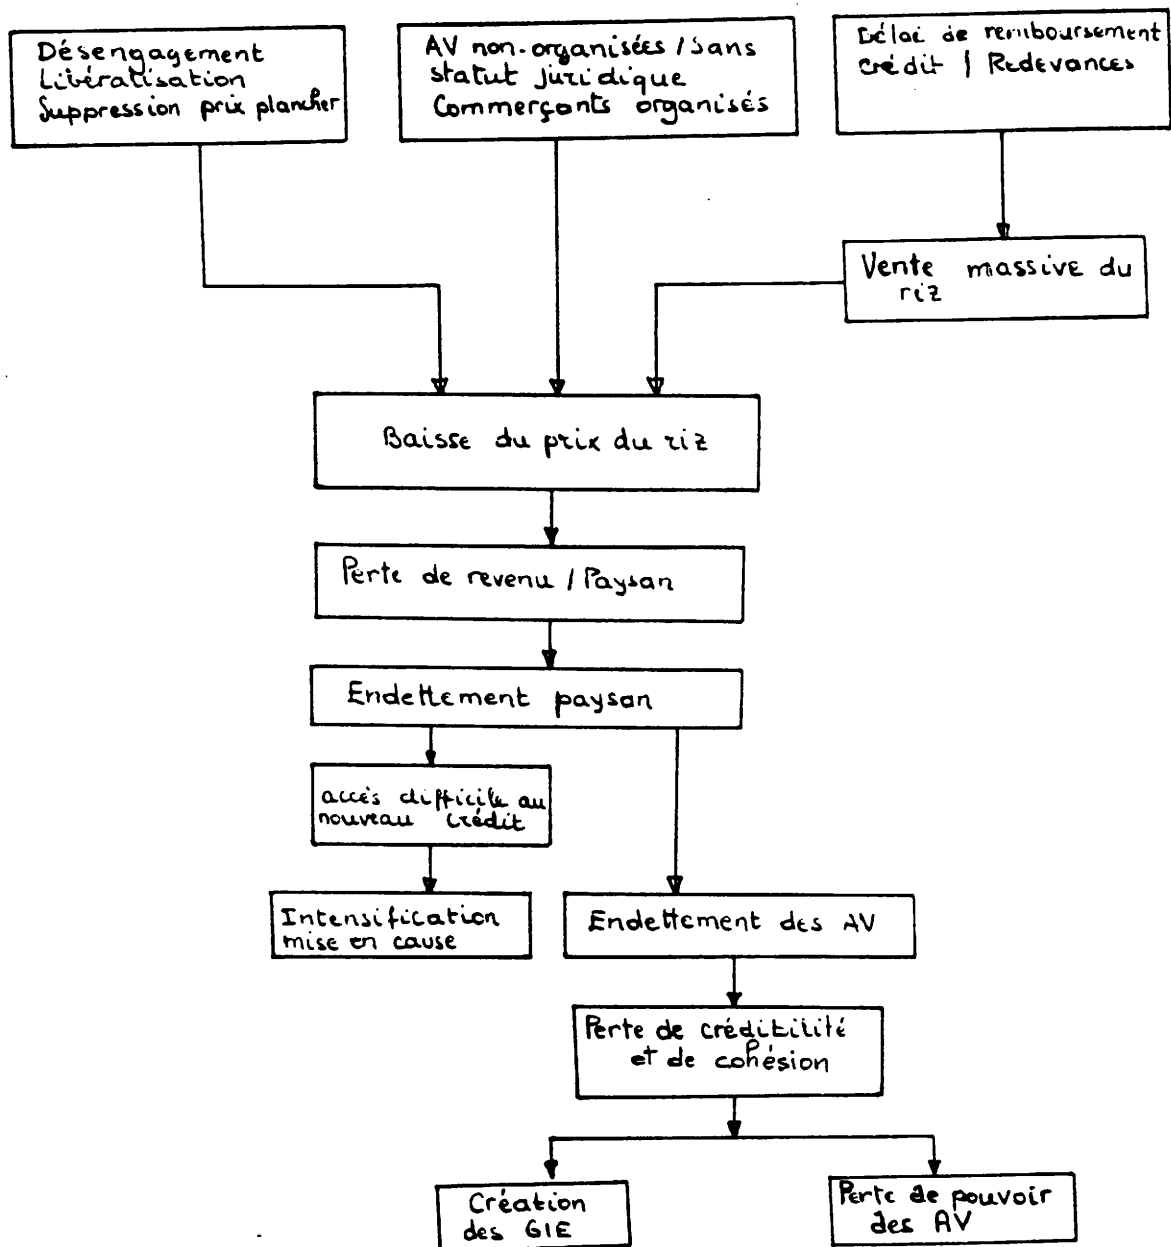 Désengagement
Libéralisation
Suppression prix plancher
AV non-organisées / Sans
statut juridique
Commerçants organisés
Délai de remboursement
crédit / Redevances
Vente massive du
riz
Baisse du prix du riz
Perte de revenu / Paysan
Endettement paysan
accès difficile au
nouveau crédit
Intensification
mise en cause
Endettement des AV
Perte de crédibilité
et de cohésion
Création
des GIE
Perte de pouvoir
des AV